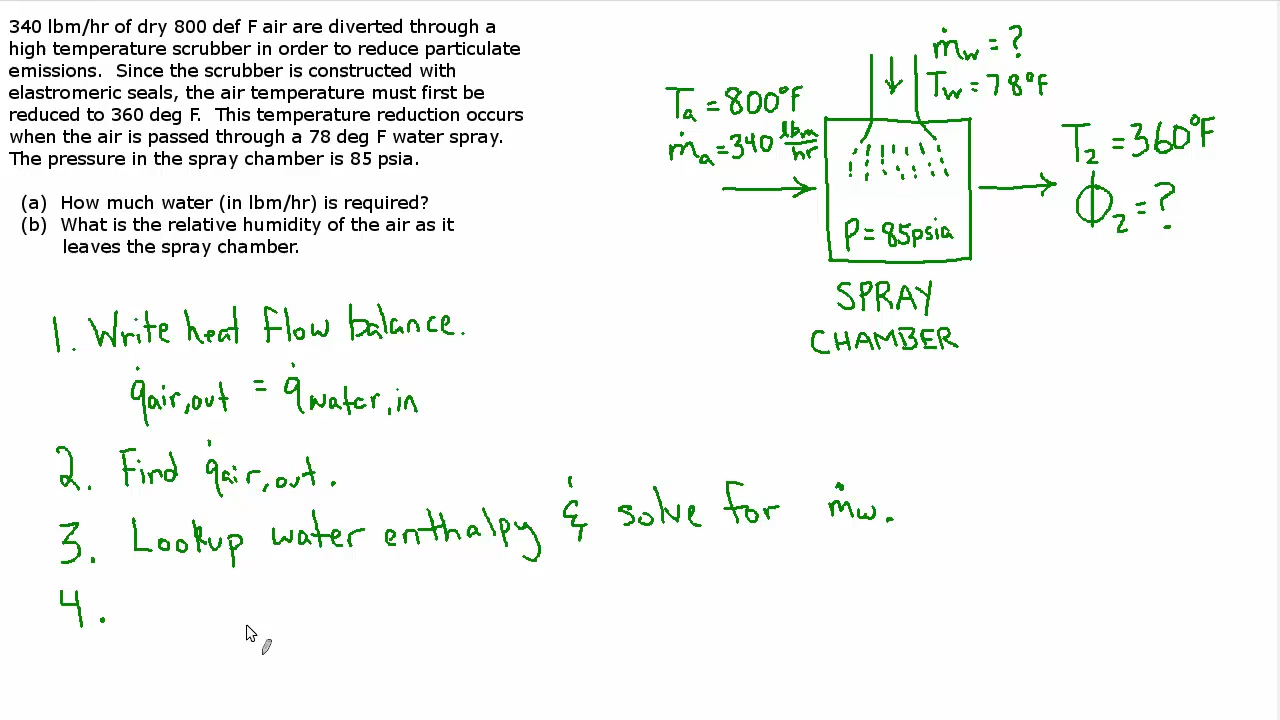 340 lbm/hr of dry 800 def F air are diverted through a
high temperature scrubber in order to reduce particulate
emissions.  Since the scrubber is constructed with
elastromeric seals, the air temperature must first be
reduced to 360 deg F.  This temperature reduction occurs
when the air is passed through a 78 deg F water spray.
The pressure in the spray chamber is 85 psia.
(a)  How much water (in lbm/hr) is required?
(b)  What is the relative humidity of the air as it
leaves the spray chamber.
ṁw = ?
Tw = 78°F
Ta = 800°F
ṁa = 340 lbm/hr
T2 = 360°F
ϕ2 = ?
P = 85psia
SPRAY
CHAMBER
1. Write heat flow balance.
q̇air,out = q̇water,in
2. Find q̇air,out.
3. Lookup water enthalpy & solve for ṁw.
4.